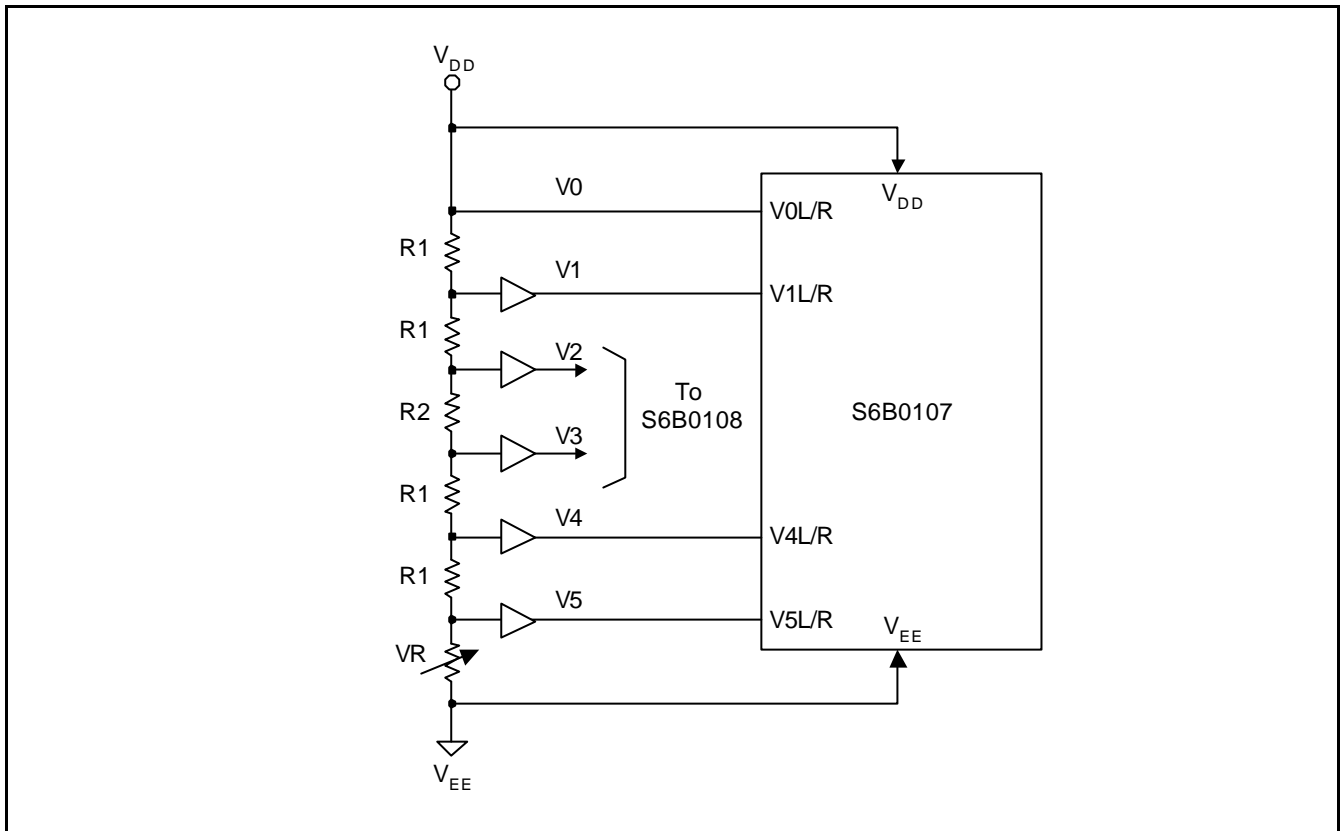 VDD
V0
V0L/R
VDD
R1
V1
V1L/R
R1
V2
To
S6B0108
R2
S6B0107
V3
R1
V4
V4L/R
R1
V5
V5L/R
VEE
VR
VEE